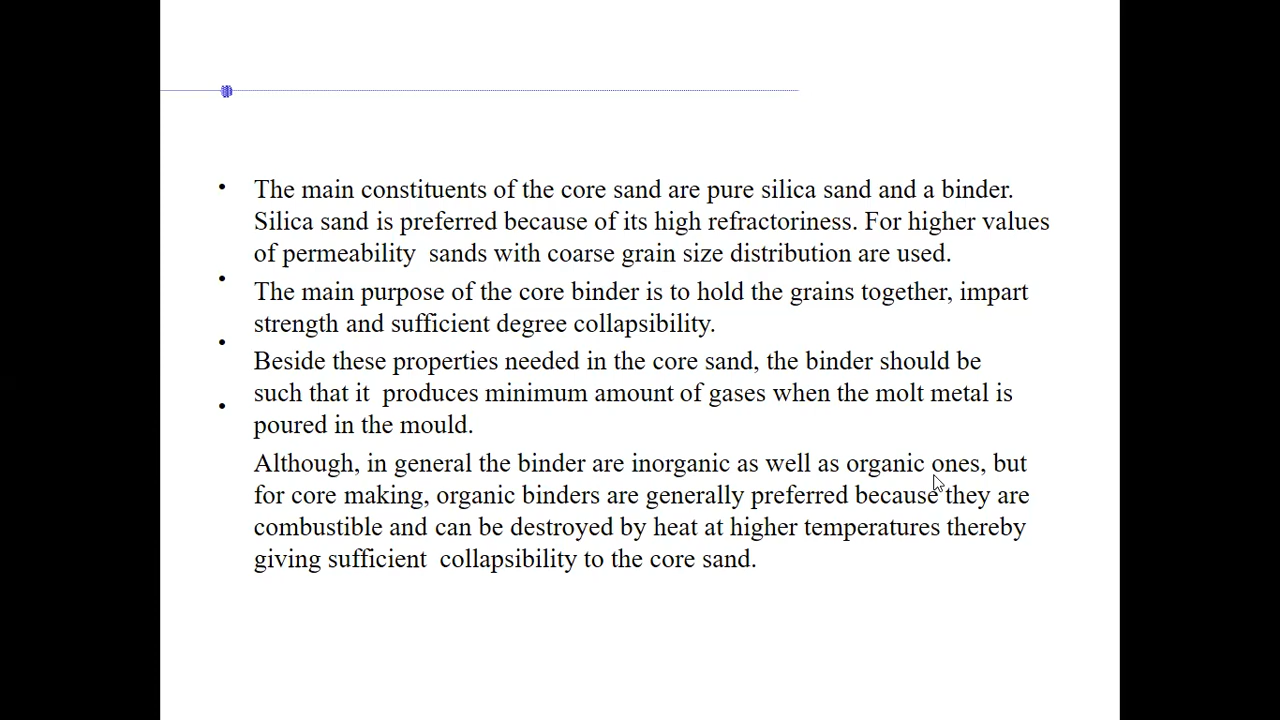 • The main constituents of the core sand are pure silica sand and a binder.
Silica sand is preferred because of its high refractoriness. For higher values
of permeability  sands with coarse grain size distribution are used.
• The main purpose of the core binder is to hold the grains together, impart
strength and sufficient degree collapsibility.
• Beside these properties needed in the core sand, the binder should be
such that it  produces minimum amount of gases when the molt metal is
poured in the mould.
• Although, in general the binder are inorganic as well as organic ones, but
for core making, organic binders are generally preferred because they are
combustible and can be destroyed by heat at higher temperatures thereby
giving sufficient  collapsibility to the core sand.